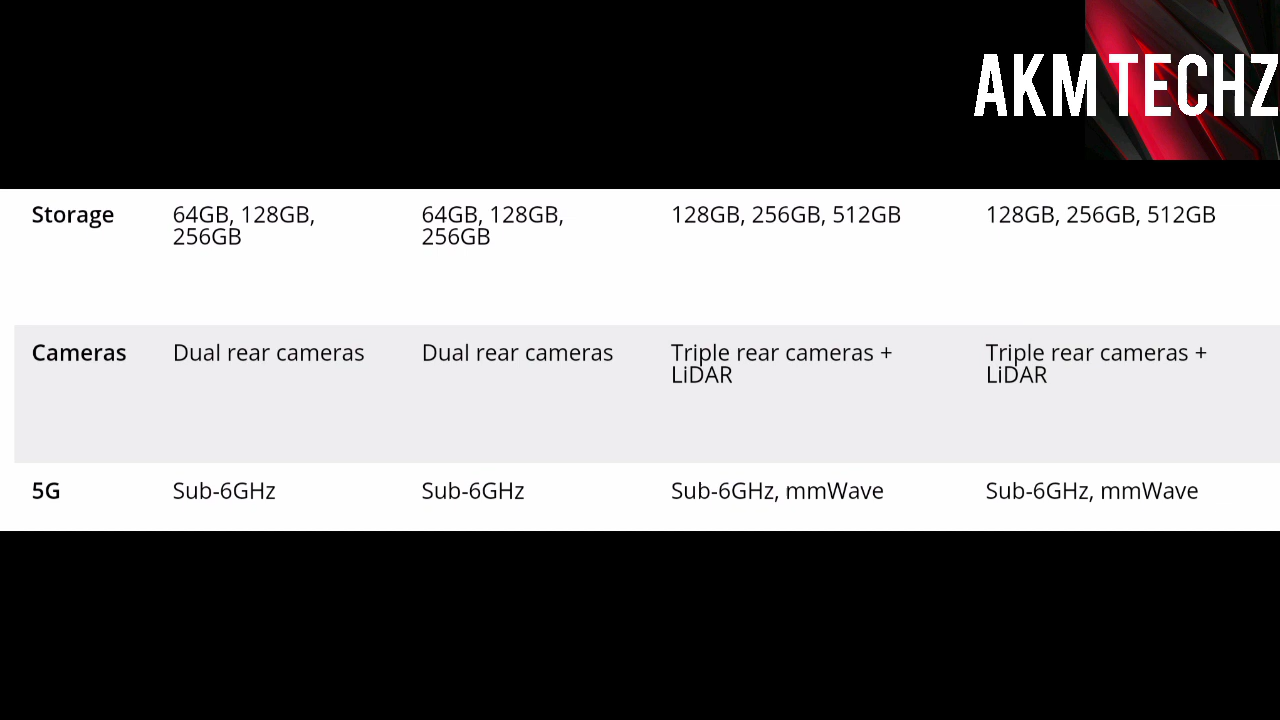 AKM TECHZ
Storage 64GB, 128GB, 64GB, 128GB, 128GB, 256GB, 512GB 128GB, 256GB, 512GB
256GB 256GB
Cameras Dual rear cameras Dual rear cameras Triple rear cameras + Triple rear cameras +
LiDAR LiDAR
5G Sub-6GHz Sub-6GHz Sub-6GHz, mmWave Sub-6GHz, mmWave